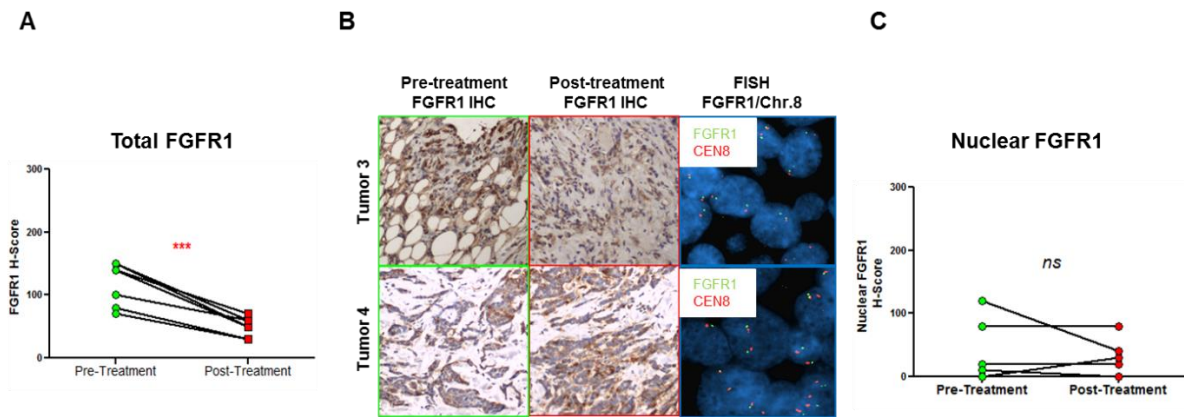 A
B
C
Total FGFR1
FGFR1 H-Score
300
200
100
0
***
Pre-Treatment
Post-Treatment
Pre-treatment
FGFR1 IHC
Post-treatment
FGFR1 IHC
FISH
FGFR1/Chr.8
Tumor 3
FGFR1
CEN8
Tumor 4
FGFR1
CEN8
Nuclear FGFR1
Nuclear FGFR1
H-Score
300
200
100
0
ns
Pre-Treatment
Post-Treatment